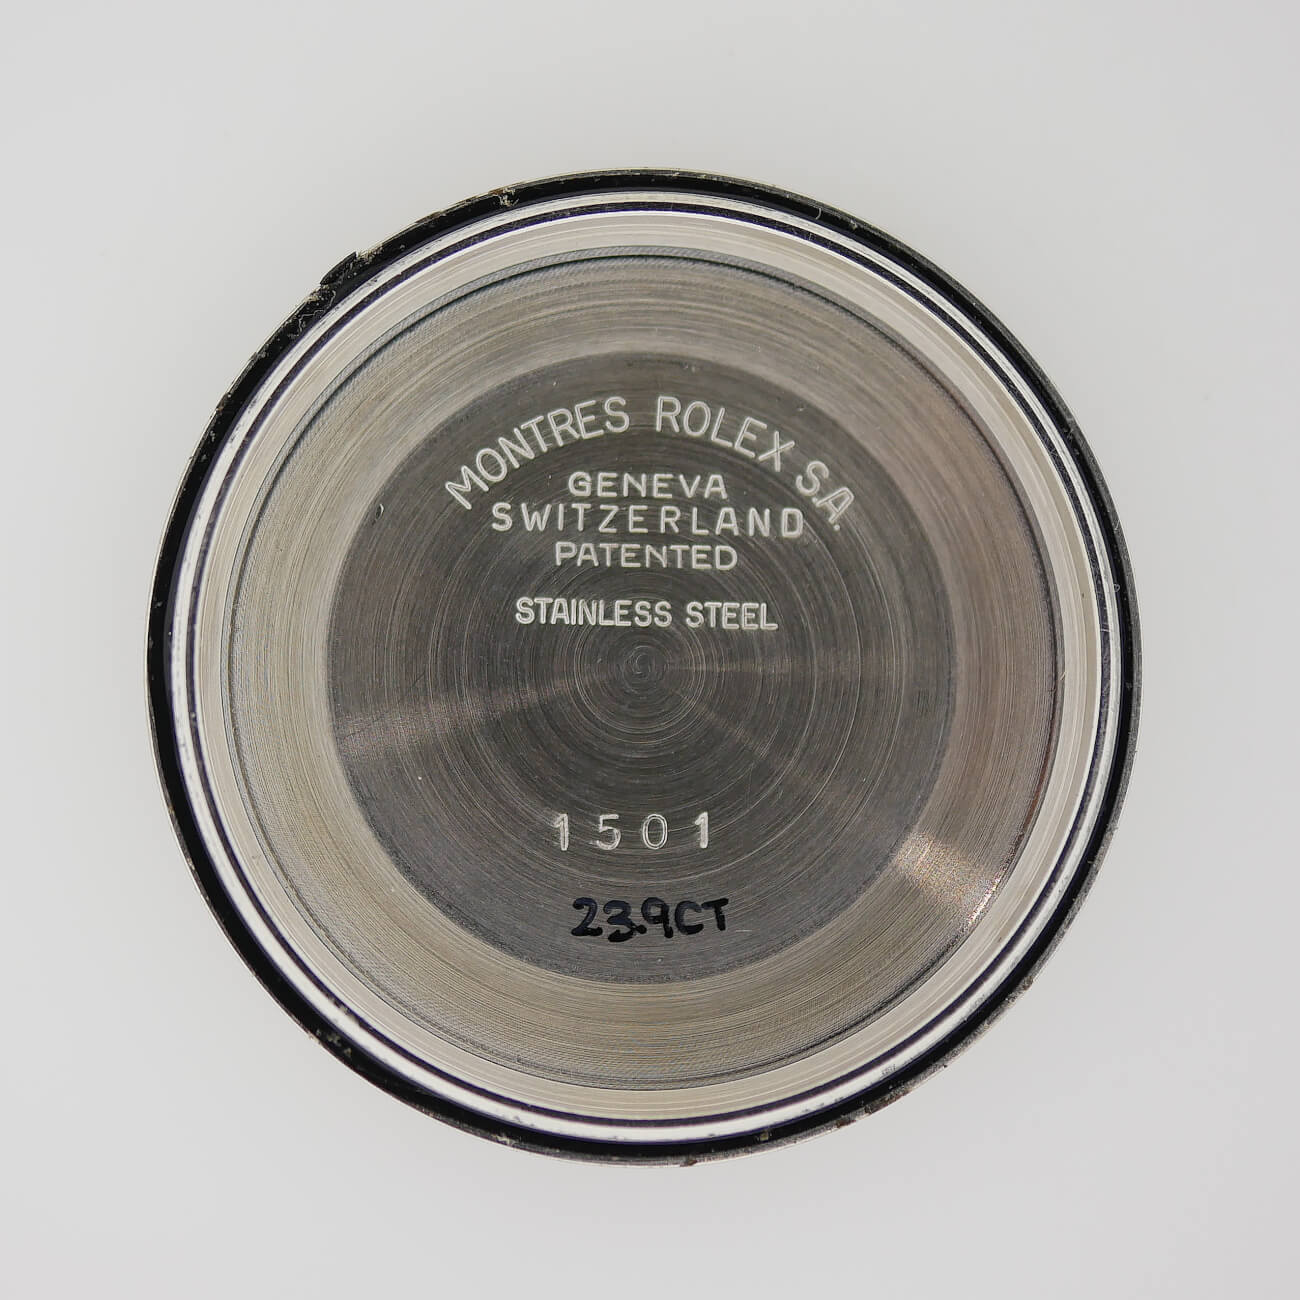 MONTRES ROLEX S.A.
GENEVA
SWITZERLAND
PATENTED
STAINLESS STEEL
1501
23.9CT